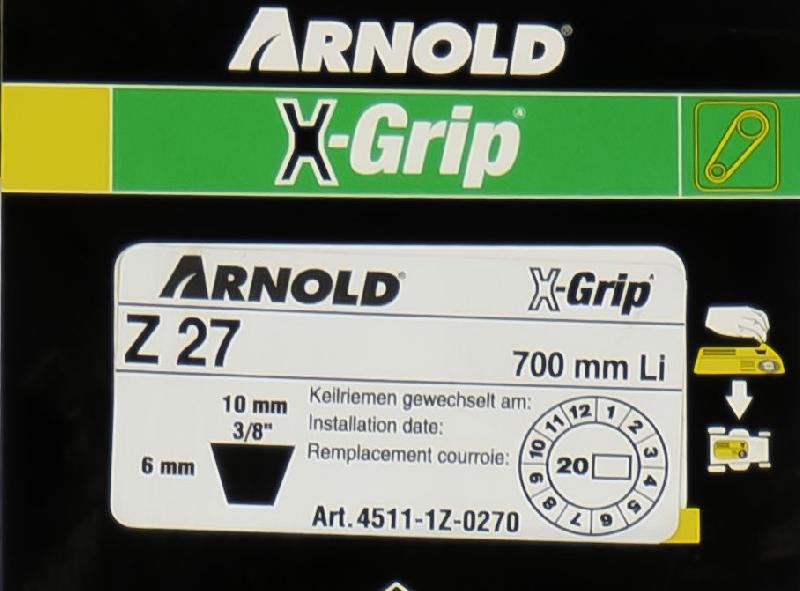 ARNOLD®
X-Grip®
ARNOLD® X-Grip®
Z 27
700 mm Li
10 mm
3/8"
6 mm
Keilriemen gewechselt am:
Installation date:
Remplacement courroie:
12 1 2 3 4 5 6 7 8 9 10 11
20
Art. 4511-1Z-0270